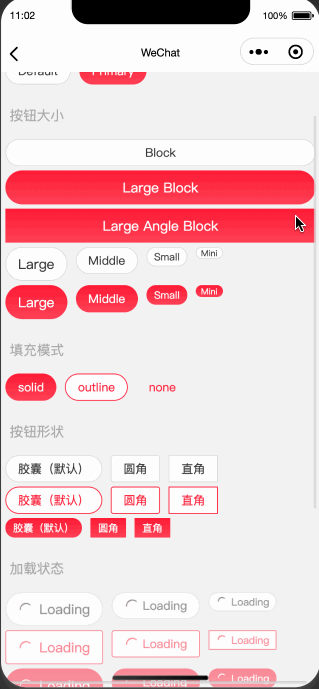 11:02 100%
WeChat
Default Primary
按钮大小
Block
Large Block
Large Angle Block
Large Middle Small Mini
Large Middle Small Mini
填充模式
solid outline none
按钮形状
胶囊（默认） 圆角 直角
胶囊（默认） 圆角 直角
胶囊（默认） 圆角 直角
加载状态
Loading Loading Loading
Loading Loading Loading
Loading Loading Loading